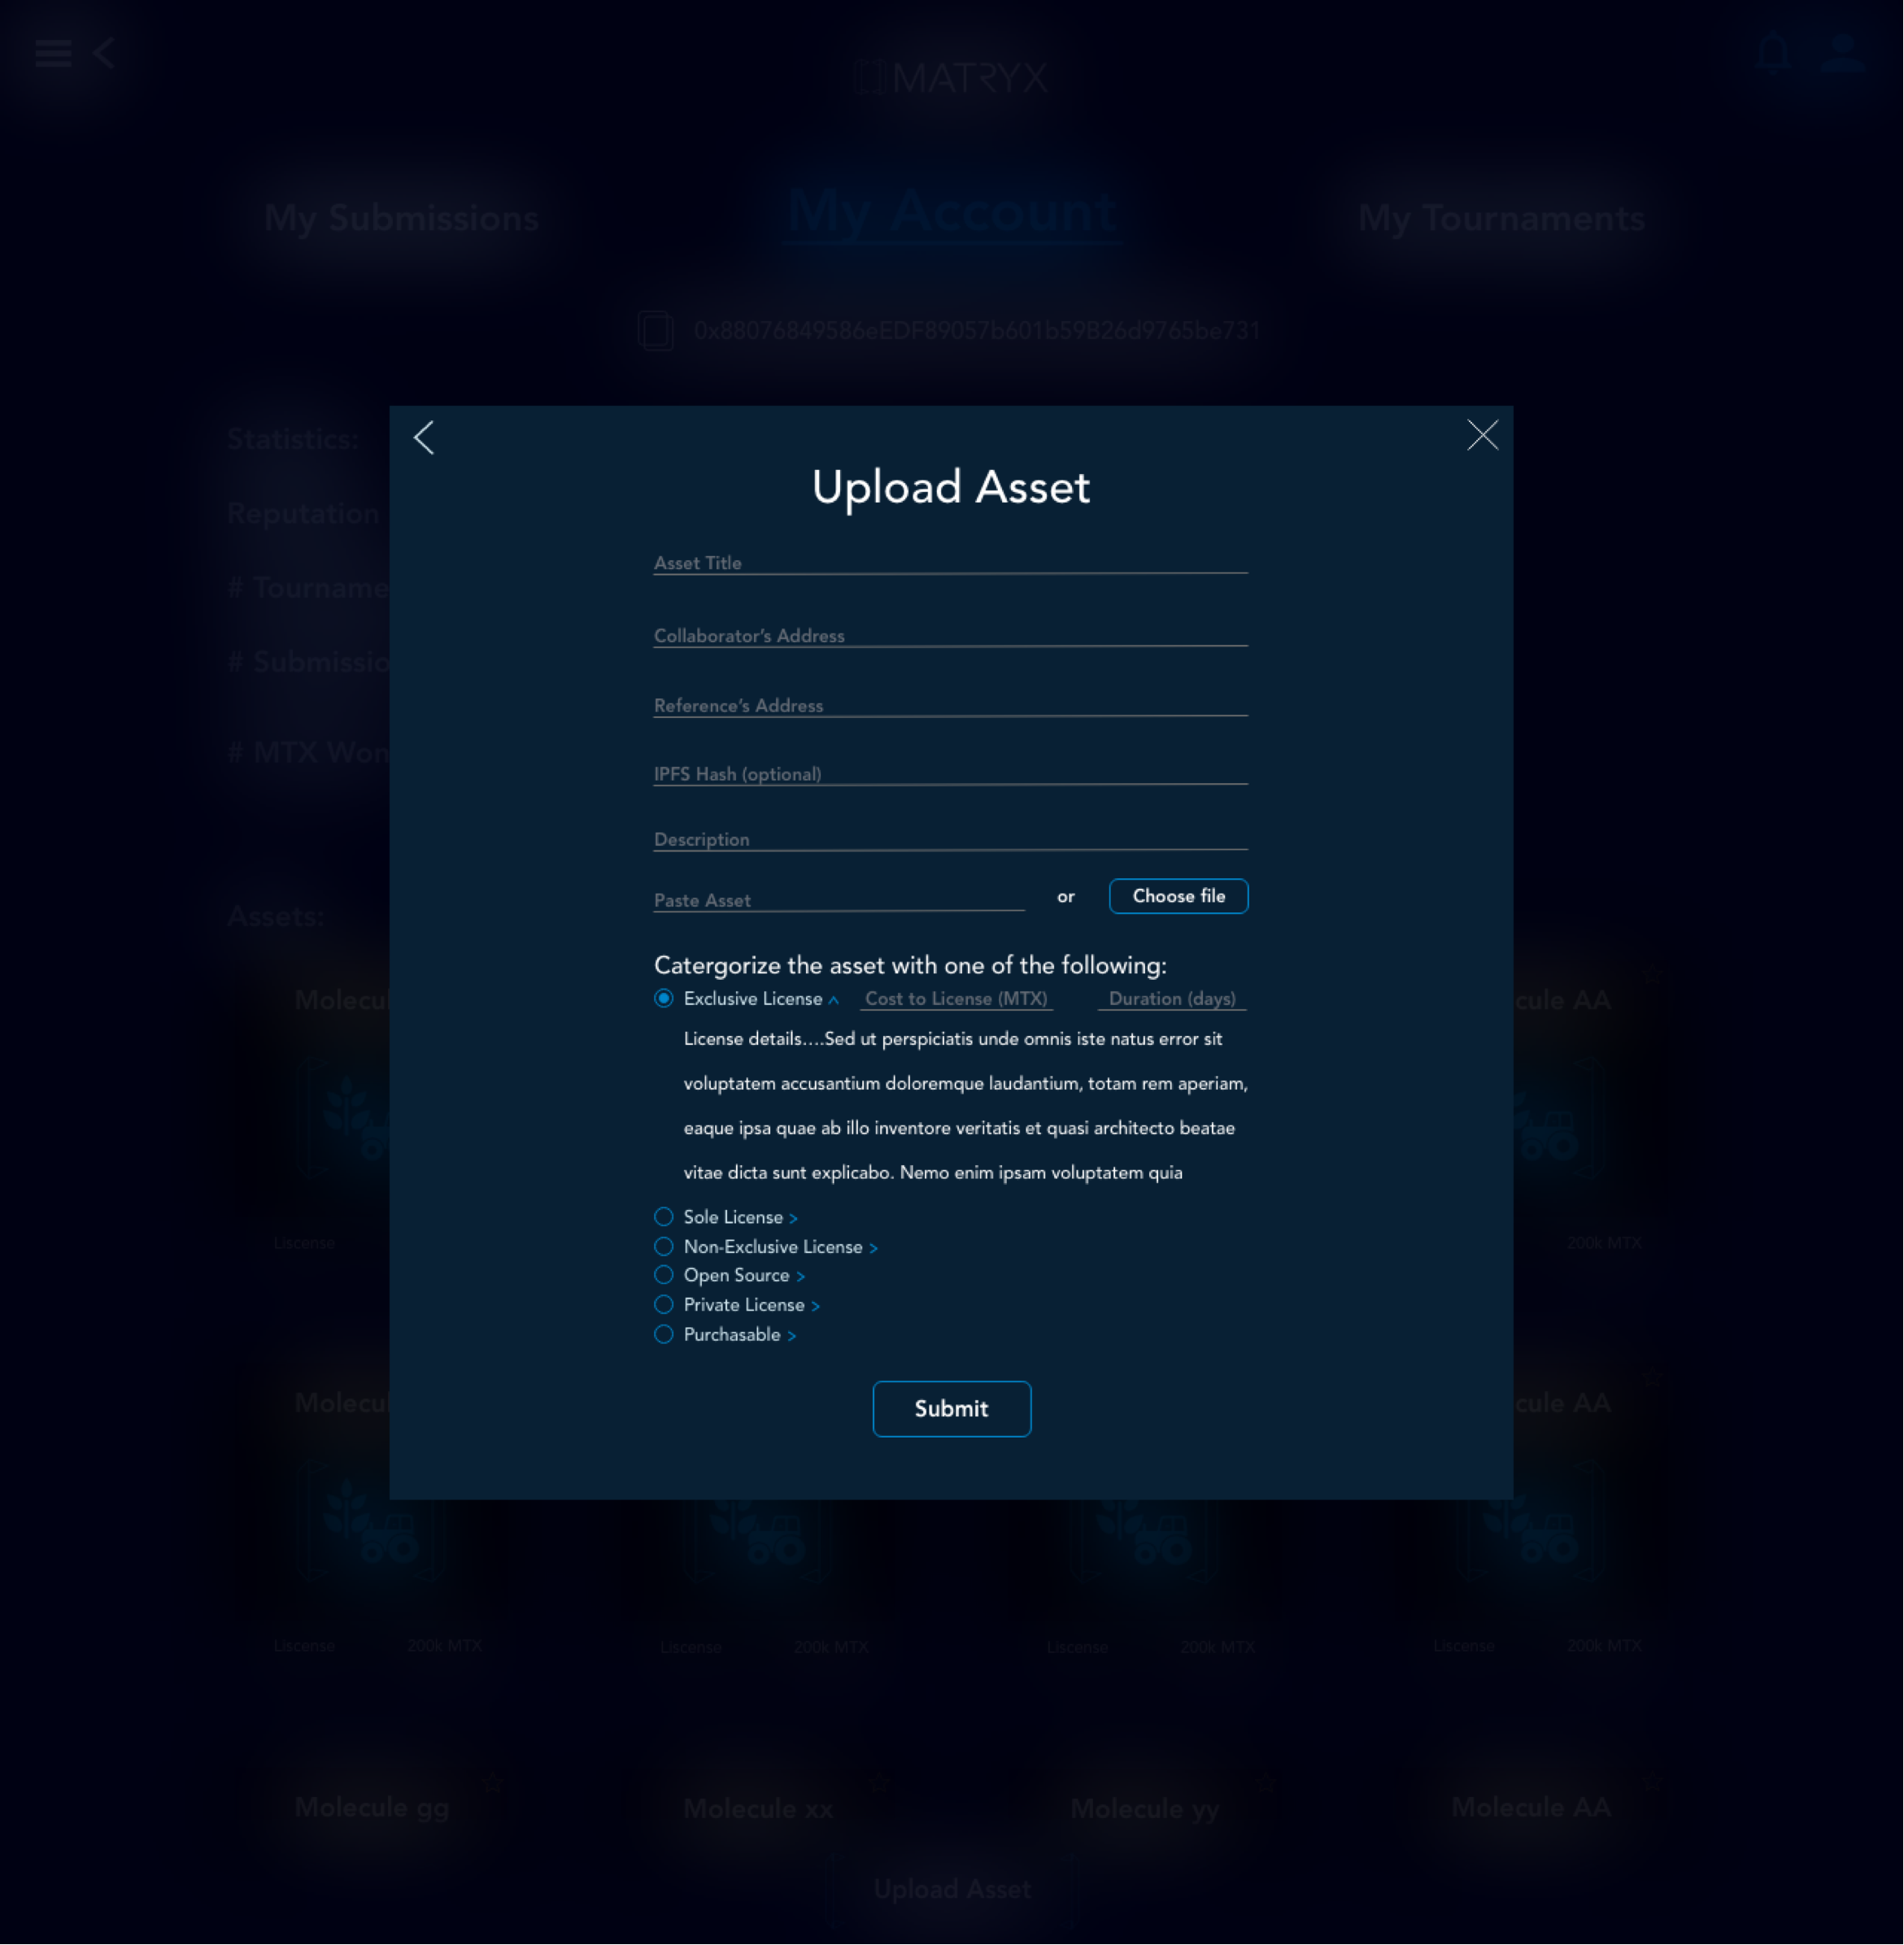 MATRYX
My Submissions
My Account
My Tournaments
0x88076849586eEDF89057b601b59B26d9765be731
Statistics:
Reputation
# Tourname
# Submissio
# MTX Won
Assets:
Upload Asset
Asset Title
Collaborator’s Address
Reference’s Address
IPFS Hash (optional)
Description
Paste Asset
or
Choose file
Catergorize the asset with one of the following:
Exclusive License ^ Cost to License (MTX) Duration (days)
License details....Sed ut perspiciatis unde omnis iste natus error sit
voluptatem accusantium doloremque laudantium, totam rem aperiam,
eaque ipsa quae ab illo inventore veritatis et quasi architecto beatae
vitae dicta sunt explicabo. Nemo enim ipsam voluptatem quia
Sole License >
Non-Exclusive License >
Open Source >
Private License >
Purchasable >
Submit
Molecul
cule AA
Liscense
200k MTX
Molecul
cule AA
Liscense 200k MTX
Liscense 200k MTX
Liscense 200k MTX
Liscense 200k MTX
Molecule gg
Molecule xx
Molecule yy
Molecule AA
Upload Asset